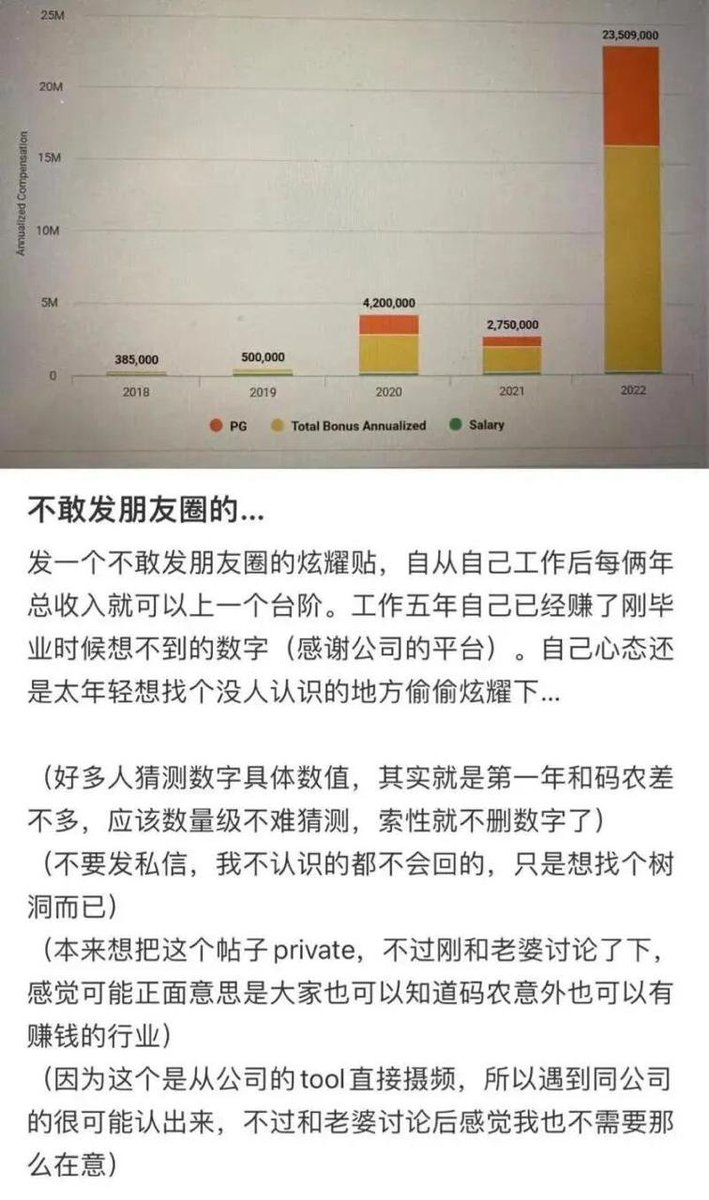 25M
23,509,000
20M
15M
Annualized Compensation
10M
5M
4,200,000
2,750,000
385,000
500,000
0
2018
2019
2020
2021
2022
PG
Total Bonus Annualized
Salary
不敢发朋友圈的...
发一个不敢发朋友圈的炫耀贴，自从自己工作后每俩年
总收入就可以上一个台阶。工作五年自己已经赚了刚毕
业时候想不到的数字（感谢公司的平台）。自己心态还
是太年轻想找个没人认识的地方偷偷炫耀下...
（好多人猜测数字具体数值，其实就是第一年和码农差
不多，应该数量级不难猜测，索性就不删数字了）
（不要发私信，我不认识的都不会回的，只是想找个树
洞而已）
（本来想把这个帖子private，不过刚和老婆讨论了下，
感觉可能正面意思是大家也可以知道码农意外也可以有
赚钱的行业）
（因为这个是从公司的tool直接摄频，所以遇到同公司
的很可能认出来，不过和老婆讨论后感觉我也不需要那
么在意）